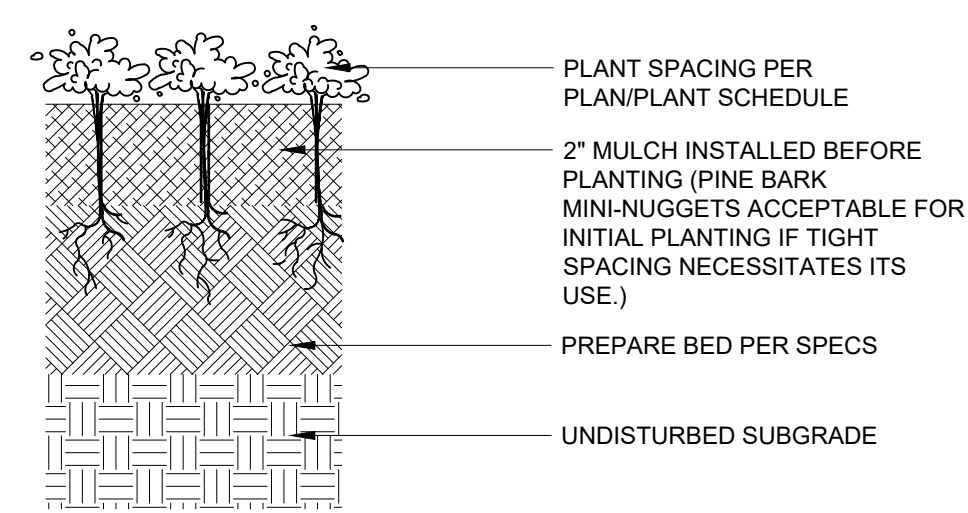 PLANT SPACING PER
PLAN/PLANT SCHEDULE
2" MULCH INSTALLED BEFORE
PLANTING (PINE BARK
MINI-NUGGETS ACCEPTABLE FOR
INITIAL PLANTING IF TIGHT
SPACING NECESSITATES ITS
USE.)
PREPARE BED PER SPECS
UNDISTURBED SUBGRADE